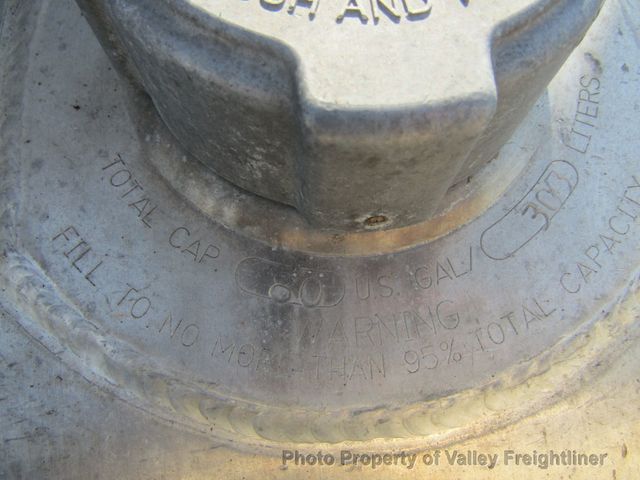 AND
TOTAL CAP 80 U.S. GAL/ 303 LITERS
WARNING
FILL TO NO MORE THAN 95% TOTAL CAPACITY
Photo Property of Valley Freightliner